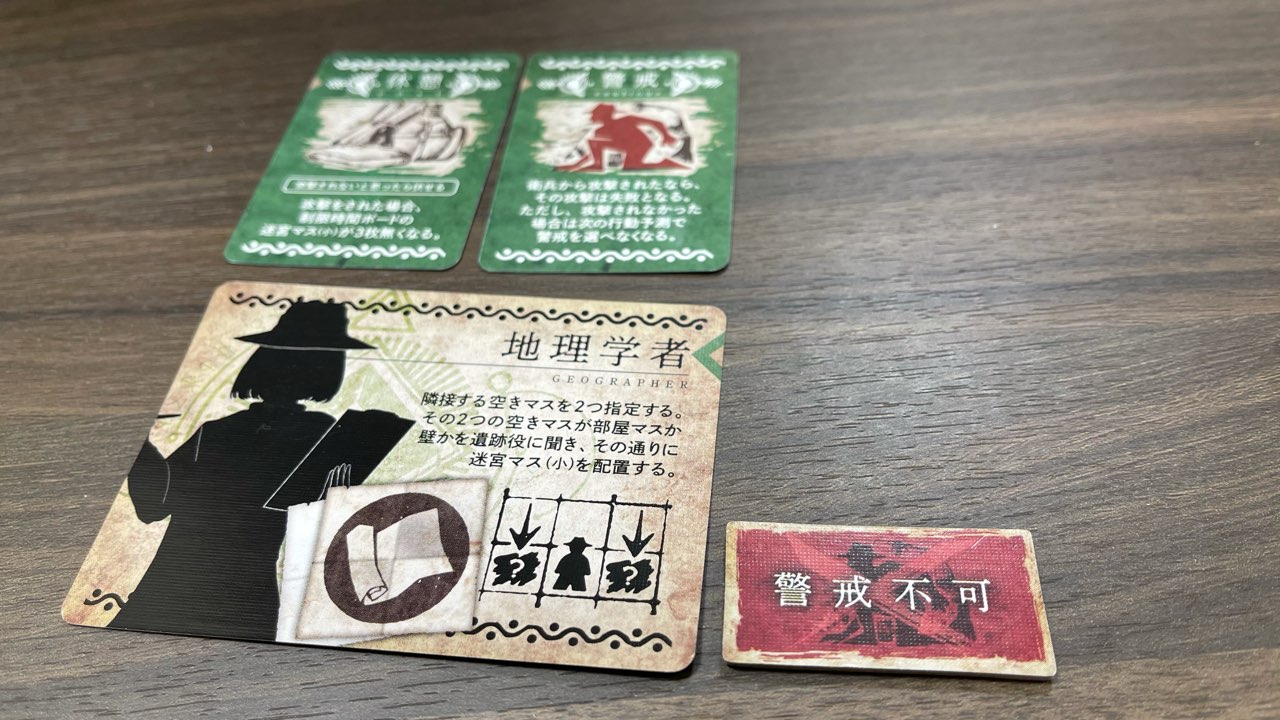 休憩
攻撃されないと思ったら伏せる
攻撃をされた場合、
制限時間ボードの
迷宮マス(小)が3枚無くなる。
警戒
衛兵から攻撃されたなら、
その攻撃は失敗となる。
ただし、攻撃されなかった
場合は次の行動予測で
警戒を選べなくなる。
地理学者
GEOGRAPHER
隣接する空きマスを2つ指定する。
その2つの空きマスが部屋マスか
壁かを遺跡役に聞き、その通りに
迷宮マス(小)を配置する。
? ?
警戒不可